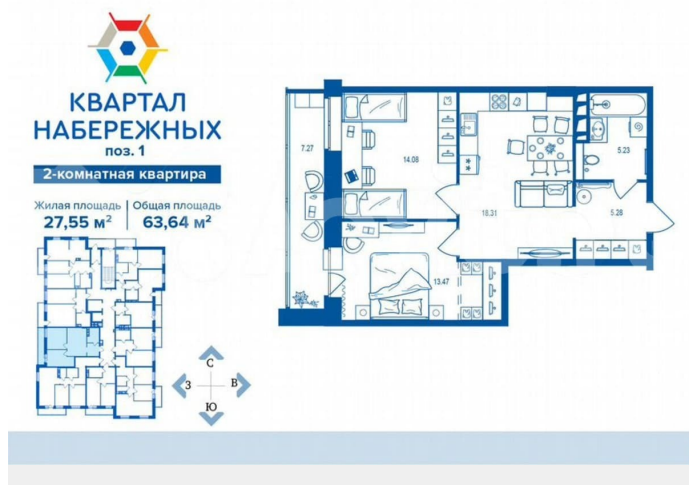 КВАРТАЛ
НАБЕРЕЖНЫХ
поз. 1
2-комнатная квартира
Жилая площадь Общая площадь
27,55 м² 63,64 м²
7.27
14.08
18.31
5.23
5.28
13.47
С
З В
Ю